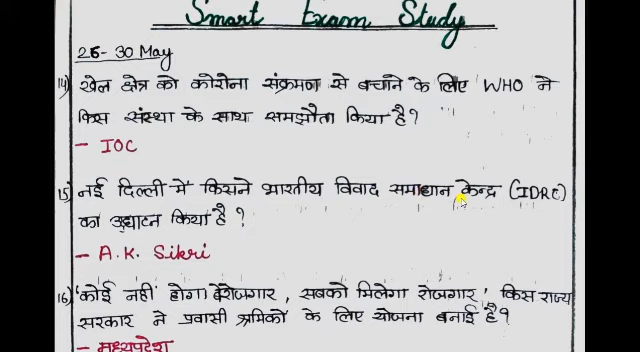 Smart Exam Study
26-30 May
14) खेल क्षेत्र को कोरोना संक्रमण से बचाने के लिए WHO ने
किस संस्था के साथ समझौता किया है?
- IOC
15) नई दिल्ली में किसने भारतीय विवाद समाधान केन्द्र (IDRC)
का उद्घाटन किया है?
- A.K. Sikri
16) 'कोई नहीं होगा बेरोजगार, सबको मिलेगा रोजगार' किस राज्य
सरकार ने प्रवासी श्रमिकों के लिए योजना बनाई है?
- मध्यप्रदेश